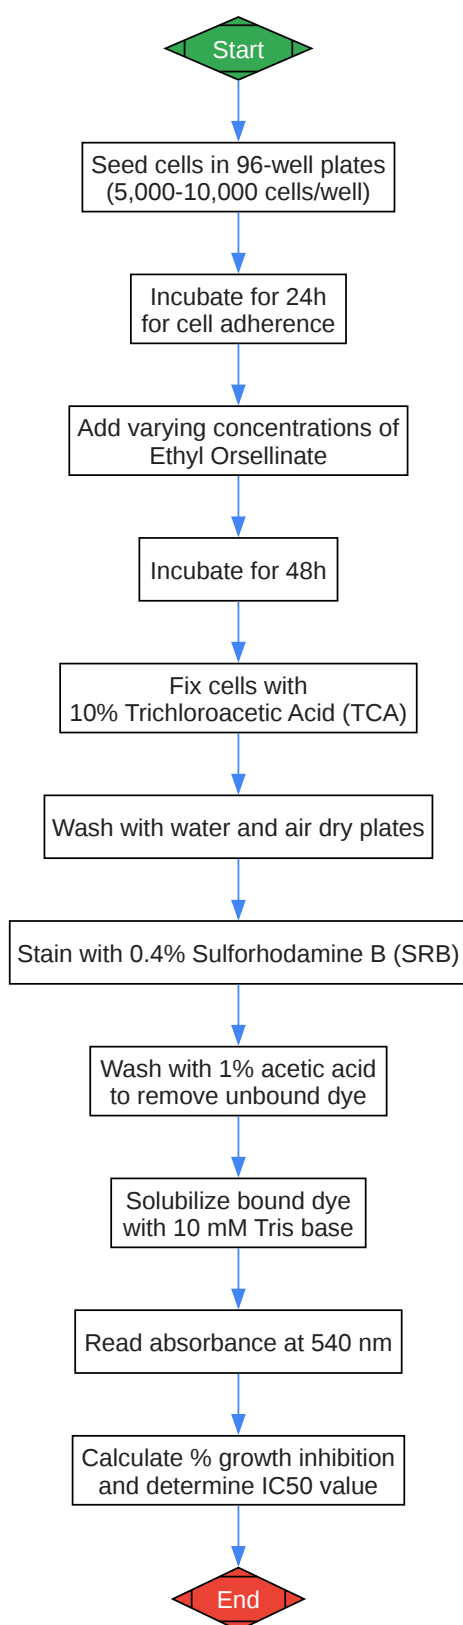 Start
Seed cells in 96-well plates
(5,000-10,000 cells/well)
Incubate for 24h
for cell adherence
Add varying concentrations of
Ethyl Orsellinate
Incubate for 48h
Fix cells with
10% Trichloroacetic Acid (TCA)
Wash with water and air dry plates
Stain with 0.4% Sulforhodamine B (SRB)
Wash with 1% acetic acid
to remove unbound dye
Solubilize bound dye
with 10 mM Tris base
Read absorbance at 540 nm
Calculate % growth inhibition
and determine IC50 value
End